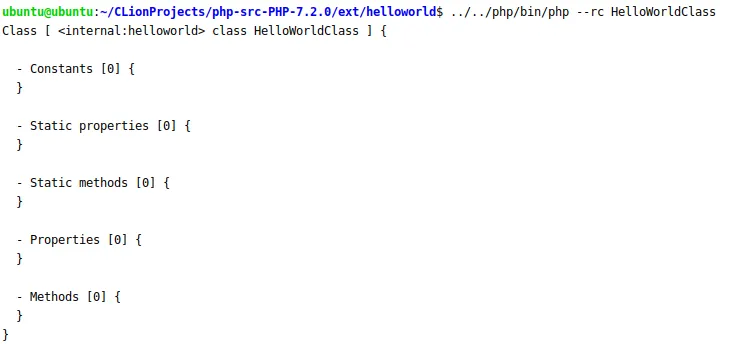 ubuntu@ubuntu:~/CLionProjects/php-src-PHP-7.2.0/ext/helloworld$ ../../php/bin/php --rc HelloWorldClass
Class [ <internal:helloworld> class HelloWorldClass ] {

  - Constants [0] {
  }

  - Static properties [0] {
  }

  - Static methods [0] {
  }

  - Properties [0] {
  }

  - Methods [0] {
  }
}